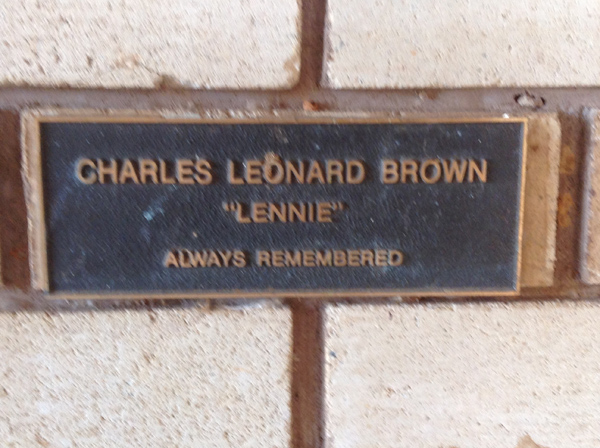 CHARLES LEONARD BROWN
"LENNIE"
ALWAYS REMEMBERED